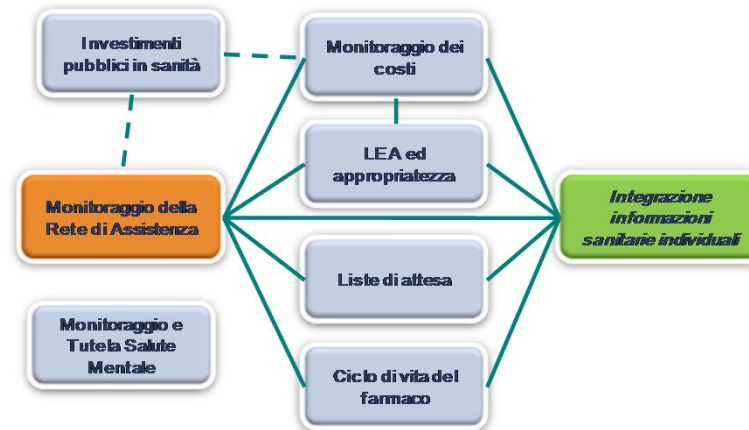 Investimenti
pubblici in sanità
Monitoraggio dei
costi
LEA ed
appropriatezza
Monitoraggio della
Rete di Assistenza
Integrazione
informazioni
sanitarie individuali
Liste di attesa
Monitoraggio e
Tutela Salute
Mentale
Ciclo di vita del
farmaco